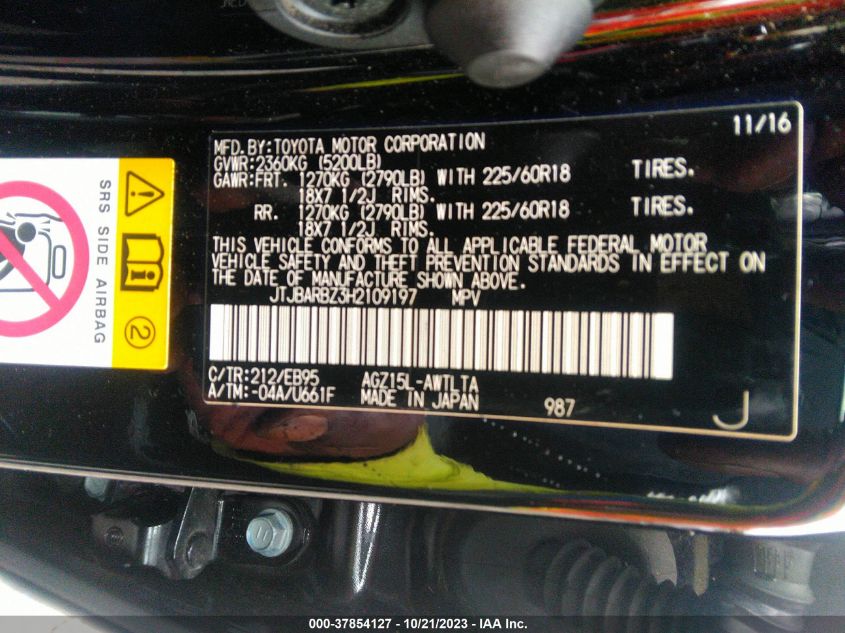 11/16
MFD.BY:TOYOTA MOTOR CORPORATION
GVWR:2360KG (5200LB)
GAWR:FRT. 1270KG (2790LB) WITH 225/60R18 TIRES.
18X7 1/2J RIMS.
RR. 1270KG (2790LB) WITH 225/60R18 TIRES.
18X7 1/2J RIMS.
THIS VEHICLE CONFORMS TO ALL APPLICABLE FEDERAL MOTOR
VEHICLE SAFETY AND THEFT PREVENTION STANDARDS IN EFFECT ON
THE DATE OF MANUFACTURE SHOWN ABOVE.
JTJBARBZ3H2109197 MPV
C/TR:212/EB95 AGZ15L-AWTLTA
A/TM:-04A/U661F MADE IN JAPAN 987 J
SRS SIDE AIRBAG
2
000-37854127 - 10/21/2023 - IAA Inc.